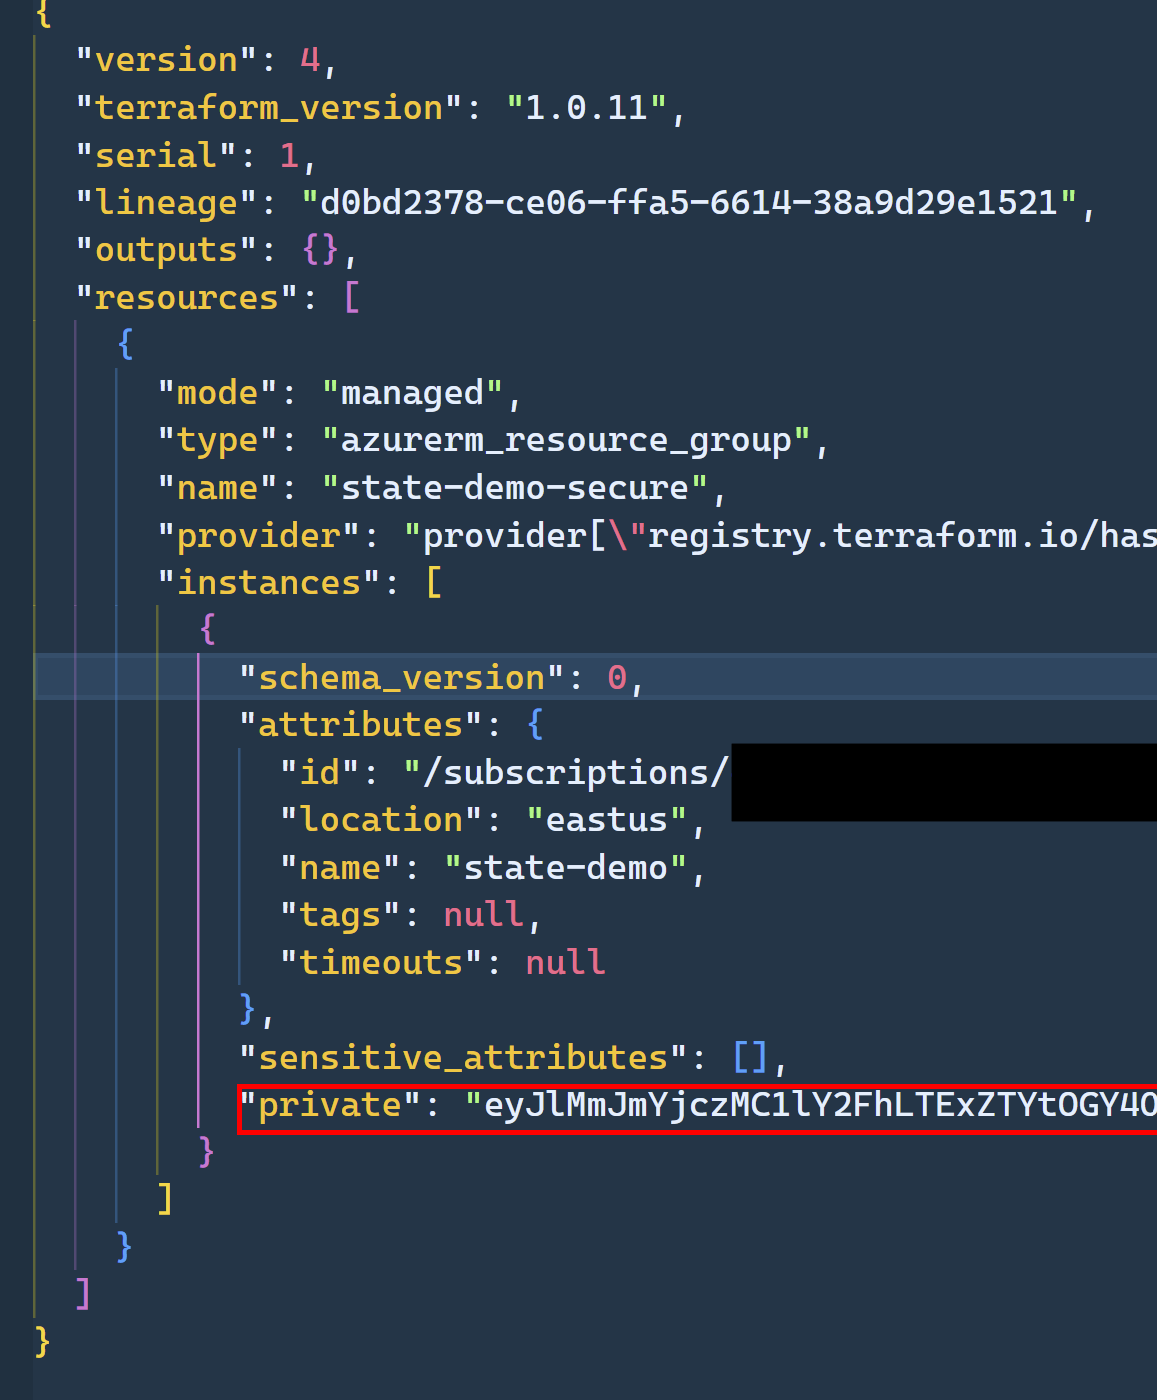 {
"version": 4,
"terraform_version": "1.0.11",
"serial": 1,
"lineage": "d0bd2378-ce06-ffa5-6614-38a9d29e1521",
"outputs": {},
"resources": [
{
"mode": "managed",
"type": "azurerm_resource_group",
"name": "state-demo-secure",
"provider": "provider[\"registry.terraform.io/has
"instances": [
{
"schema_version": 0,
"attributes": {
"id": "/subscriptions/
"location": "eastus",
"name": "state-demo",
"tags": null,
"timeouts": null
},
"sensitive_attributes": [],
"private": "eyJlMmJmYjczMC1lY2FhLTExZTYtOGY4O
}
]
}
]
}